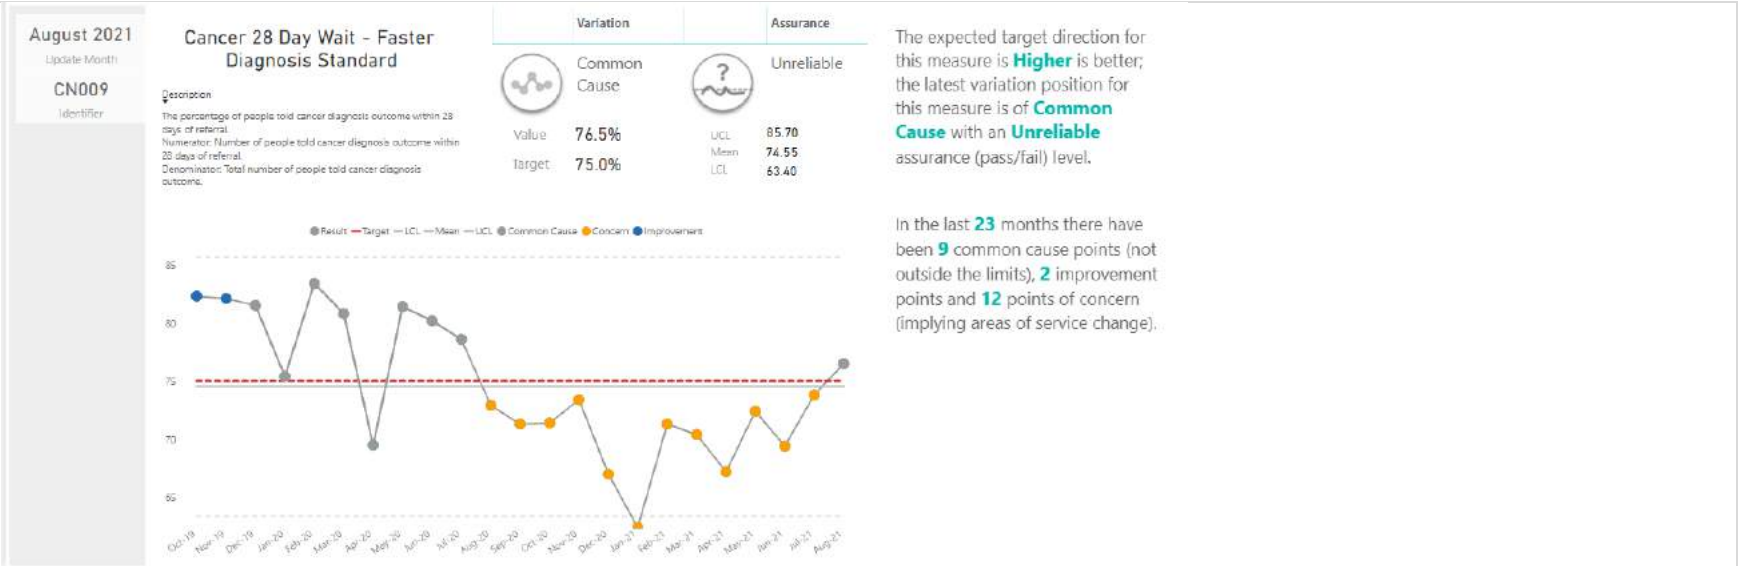 August 2021
Update Month
CN009
Identifier
Cancer 28 Day Wait - Faster
Diagnosis Standard
Description
The percentage of people told cancer diagnosis outcome within 28
days of referral.
Numerator: Number of people told cancer diagnosis outcome within
28 days of referral.
Denominator: Total number of people told cancer diagnosis
outcome.
Variation
Assurance
Common
Cause
?
Unreliable
Value 76.5%
Target 75.0%
UCL 85.70
Mean 74.55
LCL 63.40
The expected target direction for
this measure is Higher is better;
the latest variation position for
this measure is of Common
Cause with an Unreliable
assurance (pass/fail) level.
In the last 23 months there have
been 9 common cause points (not
outside the limits), 2 improvement
points and 12 points of concern
(implying areas of service change).
Result Target LCL Mean UCL Common Cause Concern Improvement
85
80
75
70
65
Oct-19 Nov-19 Dec-19 Jan-20 Feb-20 Mar-20 Apr-20 May-20 Jun-20 Jul-20 Aug-20 Sep-20 Oct-20 Nov-20 Dec-20 Jan-21 Feb-21 Mar-21 Apr-21 May-21 Jun-21 Jul-21 Aug-21